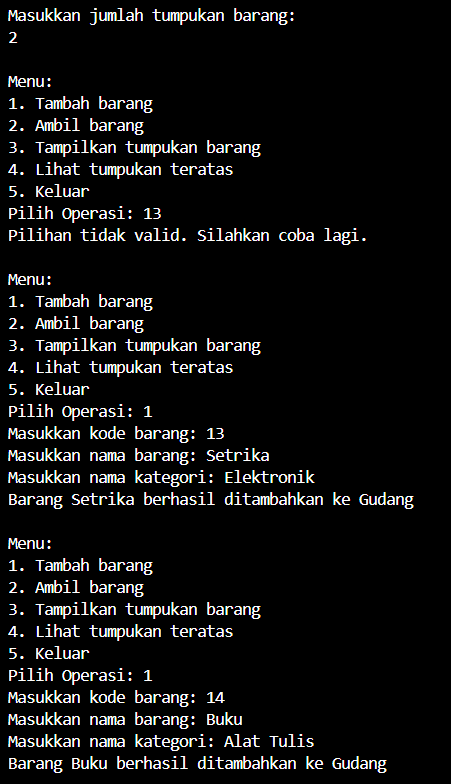 Masukkan jumlah tumpukan barang:
2
Menu:
1. Tambah barang
2. Ambil barang
3. Tampilkan tumpukan barang
4. Lihat tumpukan teratas
5. Keluar
Pilih Operasi: 13
Pilihan tidak valid. Silahkan coba lagi.
Menu:
1. Tambah barang
2. Ambil barang
3. Tampilkan tumpukan barang
4. Lihat tumpukan teratas
5. Keluar
Pilih Operasi: 1
Masukkan kode barang: 13
Masukkan nama barang: Setrika
Masukkan nama kategori: Elektronik
Barang Setrika berhasil ditambahkan ke Gudang
Menu:
1. Tambah barang
2. Ambil barang
3. Tampilkan tumpukan barang
4. Lihat tumpukan teratas
5. Keluar
Pilih Operasi: 1
Masukkan kode barang: 14
Masukkan nama barang: Buku
Masukkan nama kategori: Alat Tulis
Barang Buku berhasil ditambahkan ke Gudang